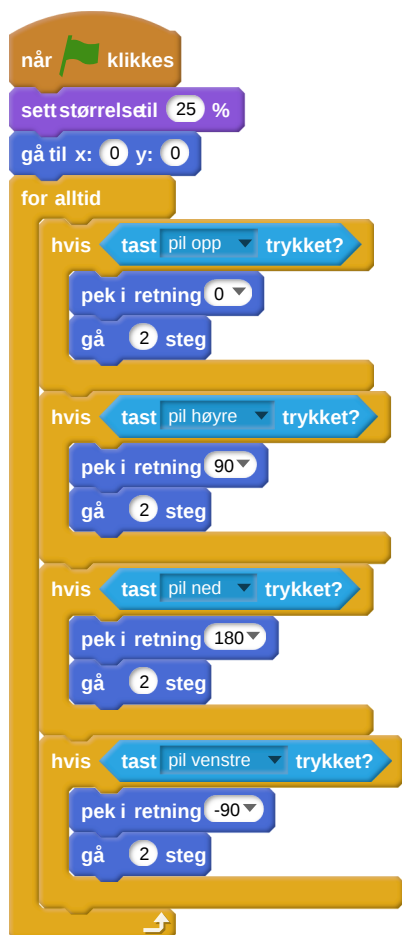 når klikkes
sett størrelse til 25 %
gå til x: 0 y: 0
for alltid
hvis tast pil opp trykket?
pek i retning 0
gå 2 steg
hvis tast pil høyre trykket?
pek i retning 90
gå 2 steg
hvis tast pil ned trykket?
pek i retning 180
gå 2 steg
hvis tast pil venstre trykket?
pek i retning -90
gå 2 steg